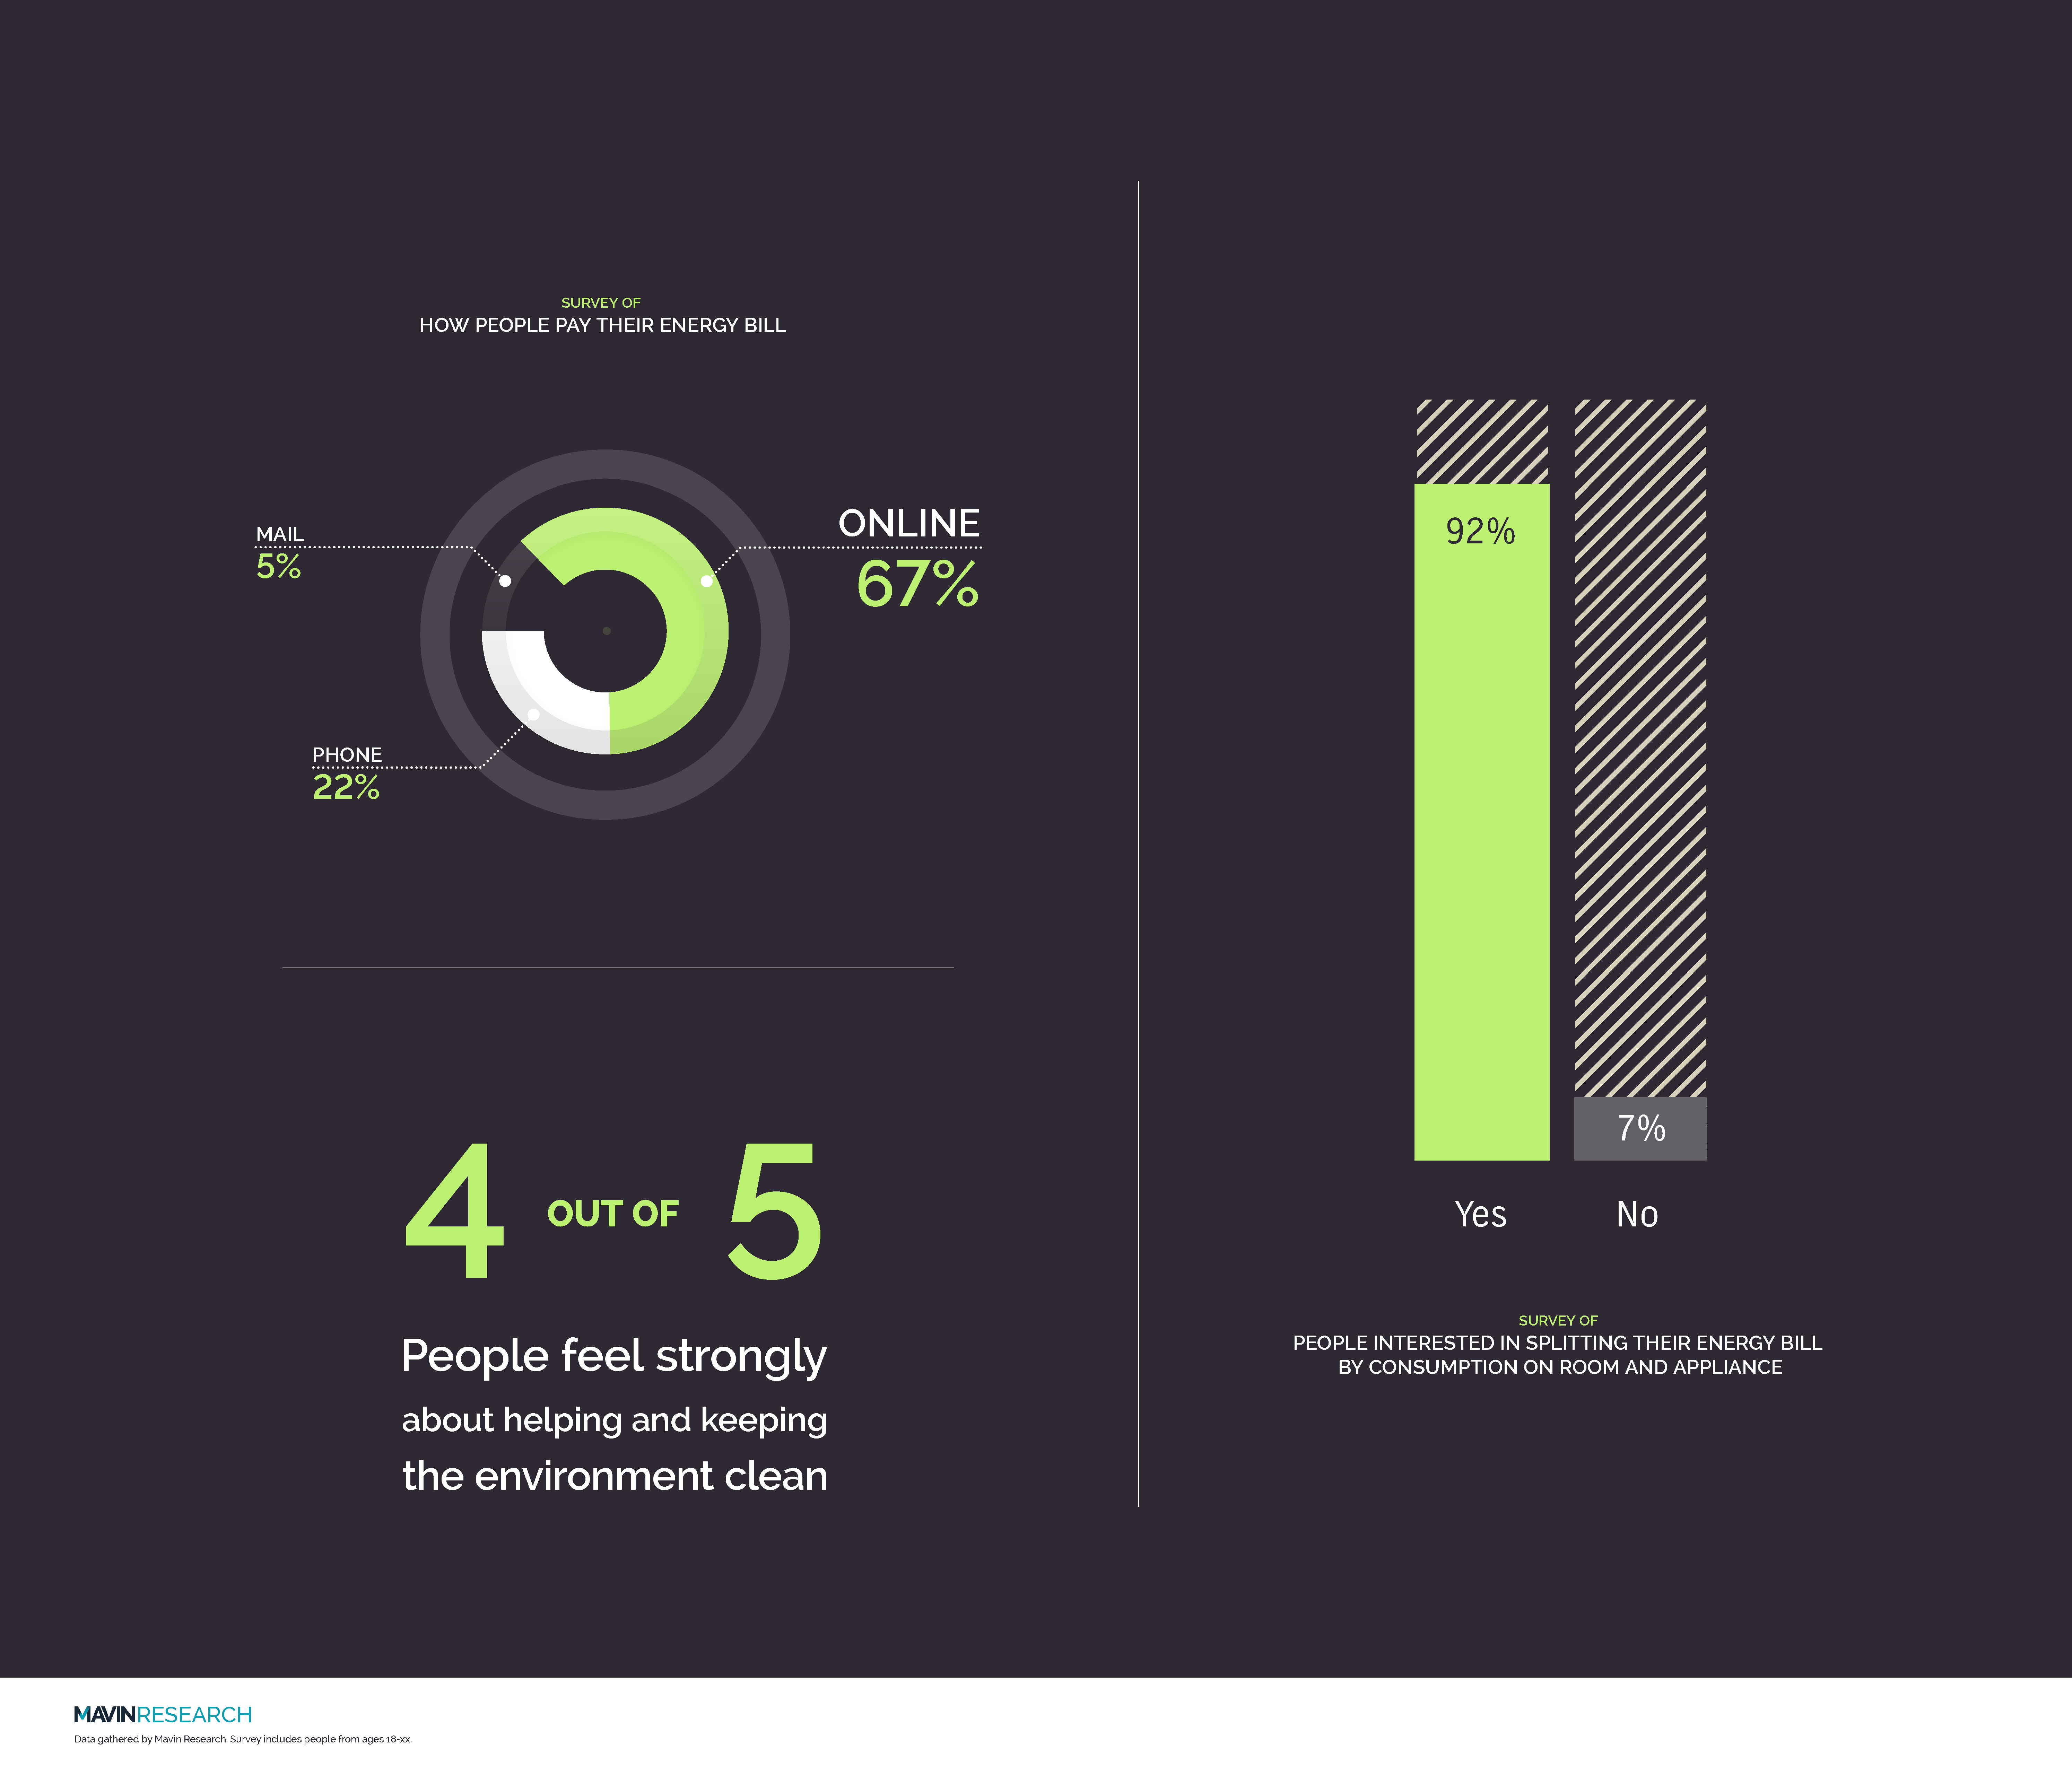 SURVEY OF
HOW PEOPLE PAY THEIR ENERGY BILL
MAIL
5%
ONLINE
67%
PHONE
22%
4 OUT OF 5
People feel strongly
about helping and keeping
the environment clean
92%
7%
Yes No
SURVEY OF
PEOPLE INTERESTED IN SPLITTING THEIR ENERGY BILL
BY CONSUMPTION ON ROOM AND APPLIANCE
MAVINRESEARCH
Data gathered by Mavin Research. Survey includes people from ages 18-xx.